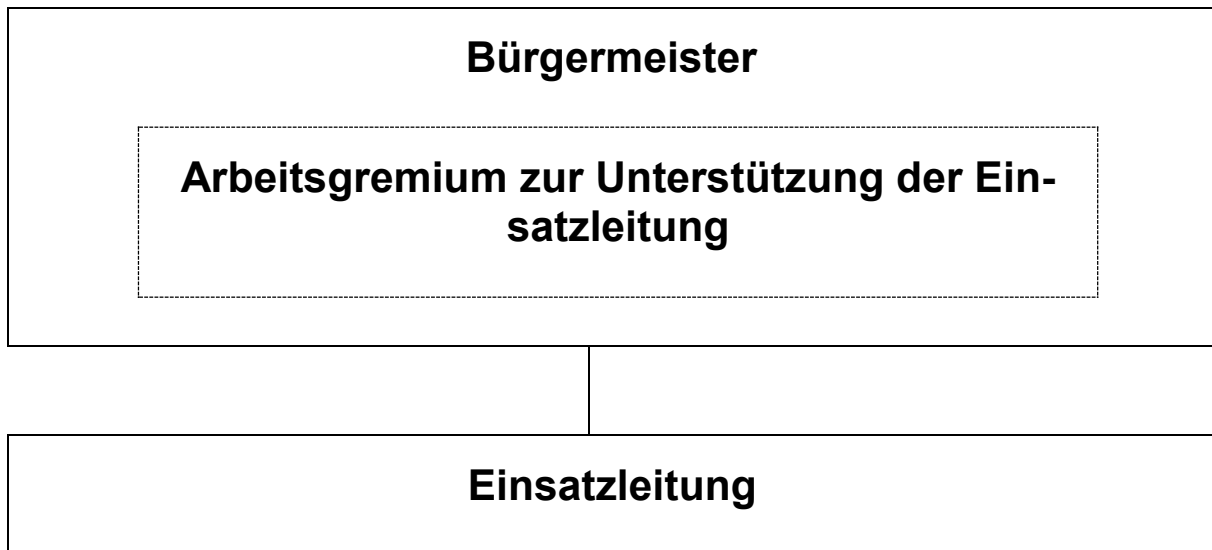 Bürgermeister
Arbeitsgremium zur Unterstützung der Ein-
satzleitung
Einsatzleitung